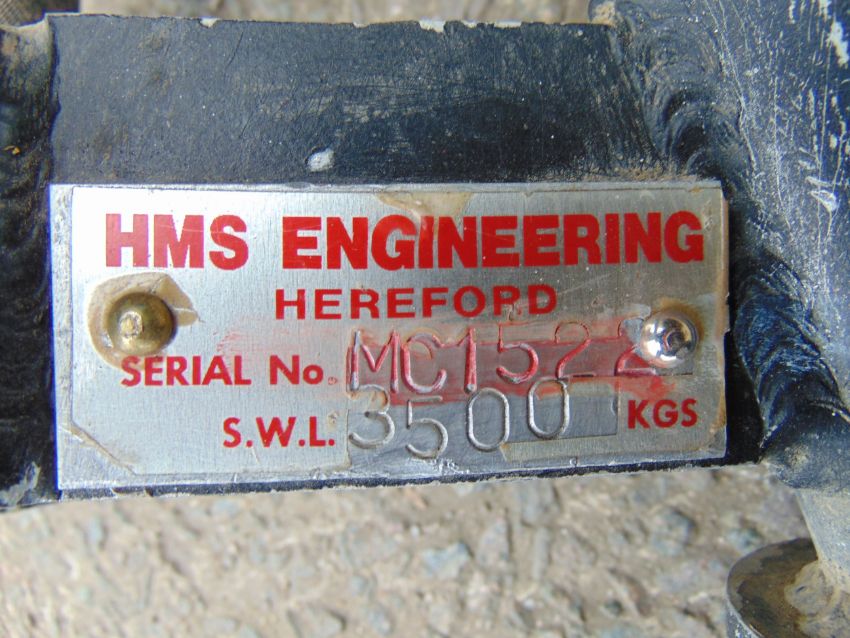 HMS ENGINEERING
HEREFORD
SERIAL No. MC1522
S.W.L. 3500 KGS